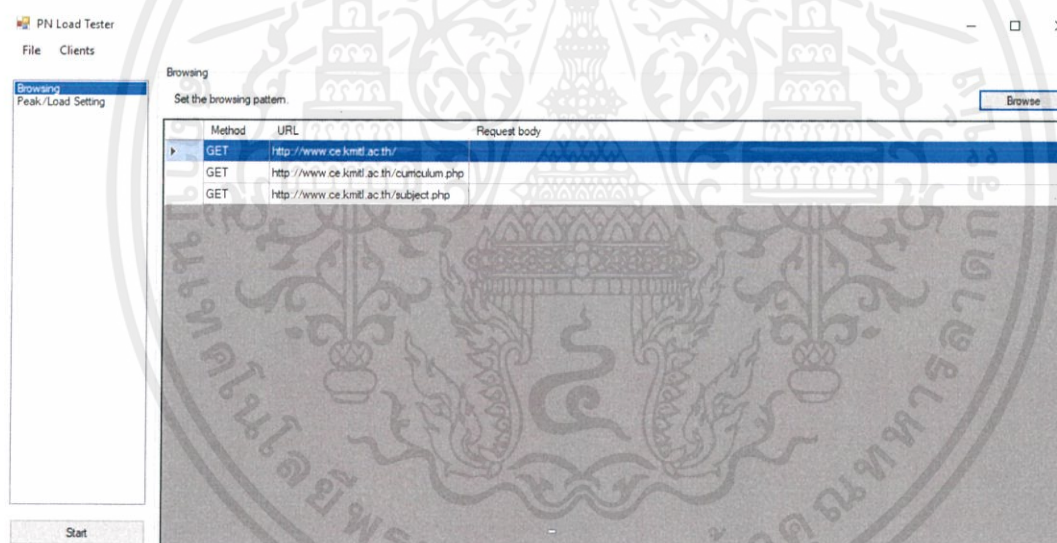 PN Load Tester
File Clients
Browsing
Peak/Load Setting
Browsing
Set the browsing pattern.
Browse
Method URL Request body
GET http://www.ce.kmitl.ac.th/
GET http://www.ce.kmitl.ac.th/curriculum.php
GET http://www.ce.kmitl.ac.th/subject.php
Start